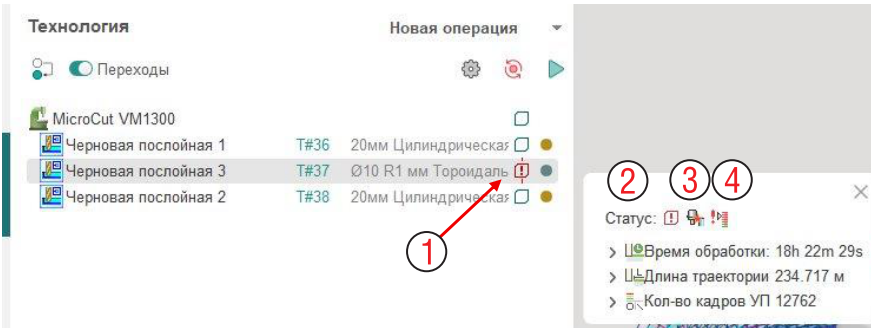 Технология
Новая операция
Переходы
MicroCut VM1300
Черновая послойная 1 T#36 20мм Цилиндрическая
Черновая послойная 3 T#37 Ø10 R1 мм Тороидаль
Черновая послойная 2 T#38 20мм Цилиндрическая
1
2 3 4
Статус:
Время обработки: 18h 22m 29s
Длина траектории 234.717 м
Кол-во кадров УП 12762